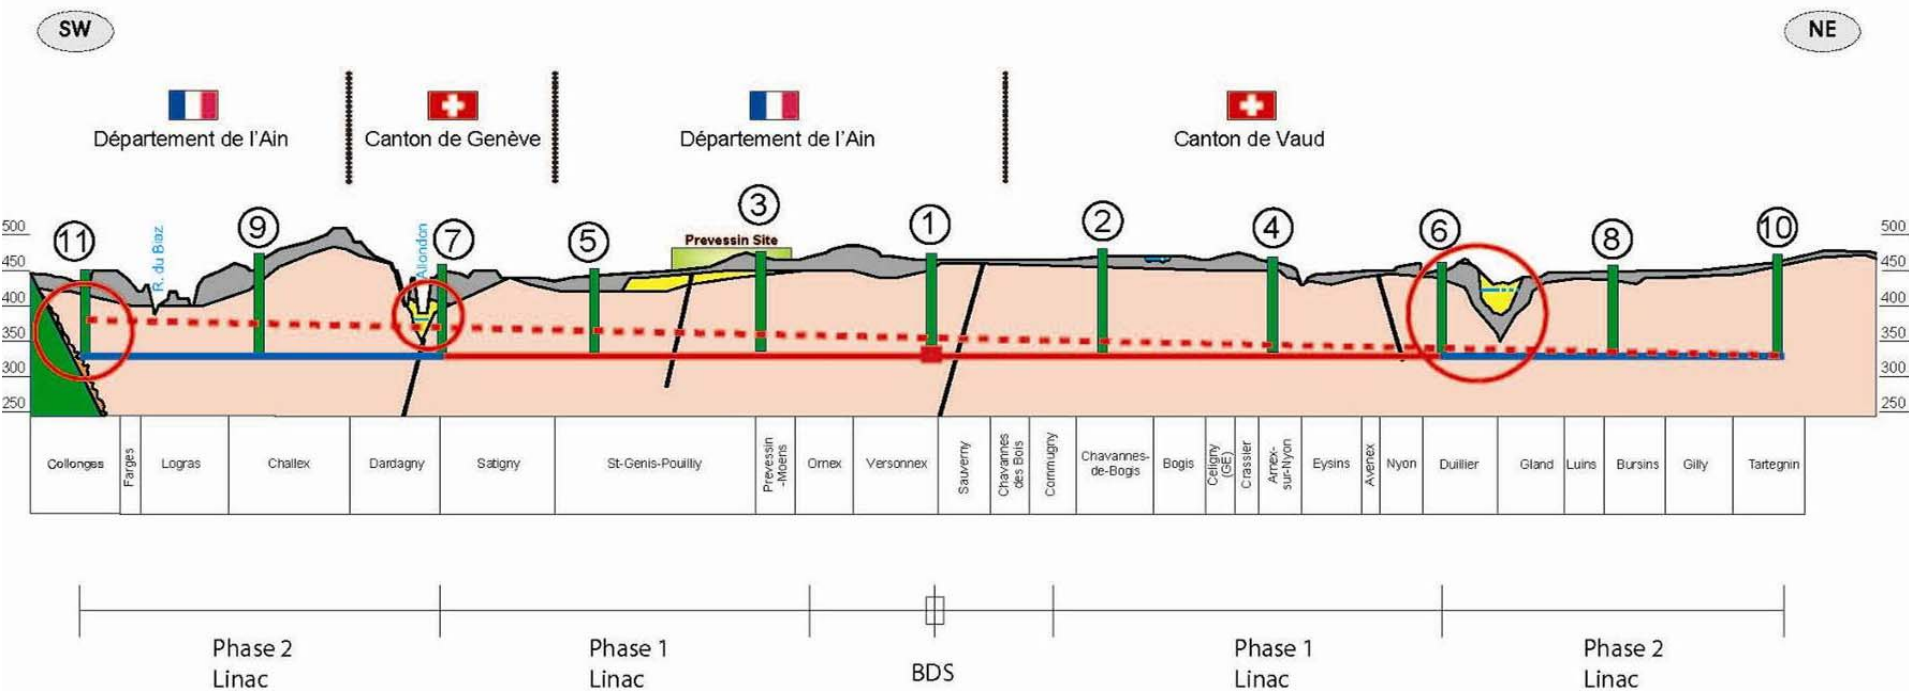 SW
NE
Département de l'Ain
Canton de Genève
Département de l'Ain
Canton de Vaud
11
R. du Biaz
9
Allondon
7
5
3
Prevessin Site
1
2
4
6
8
10
500
450
400
350
300
250
500
450
400
350
300
250
Collonges
Farges
Logras
Challex
Dardagny
Satigny
St-Genis-Pouilly
Prevessin
-Moens
Ornex
Versonnex
Sauverny
Chavannes
des Bois
Commugny
Chavannes-
de-Bogis
Bogis
Celigny
(GE)
Crassier
Arnex-
sur-Nyon
Eysins
Avenex
Nyon
Duillier
Gland
Luins
Bursins
Gilly
Tartegnin
Phase 2
Linac
Phase 1
Linac
BDS
Phase 1
Linac
Phase 2
Linac